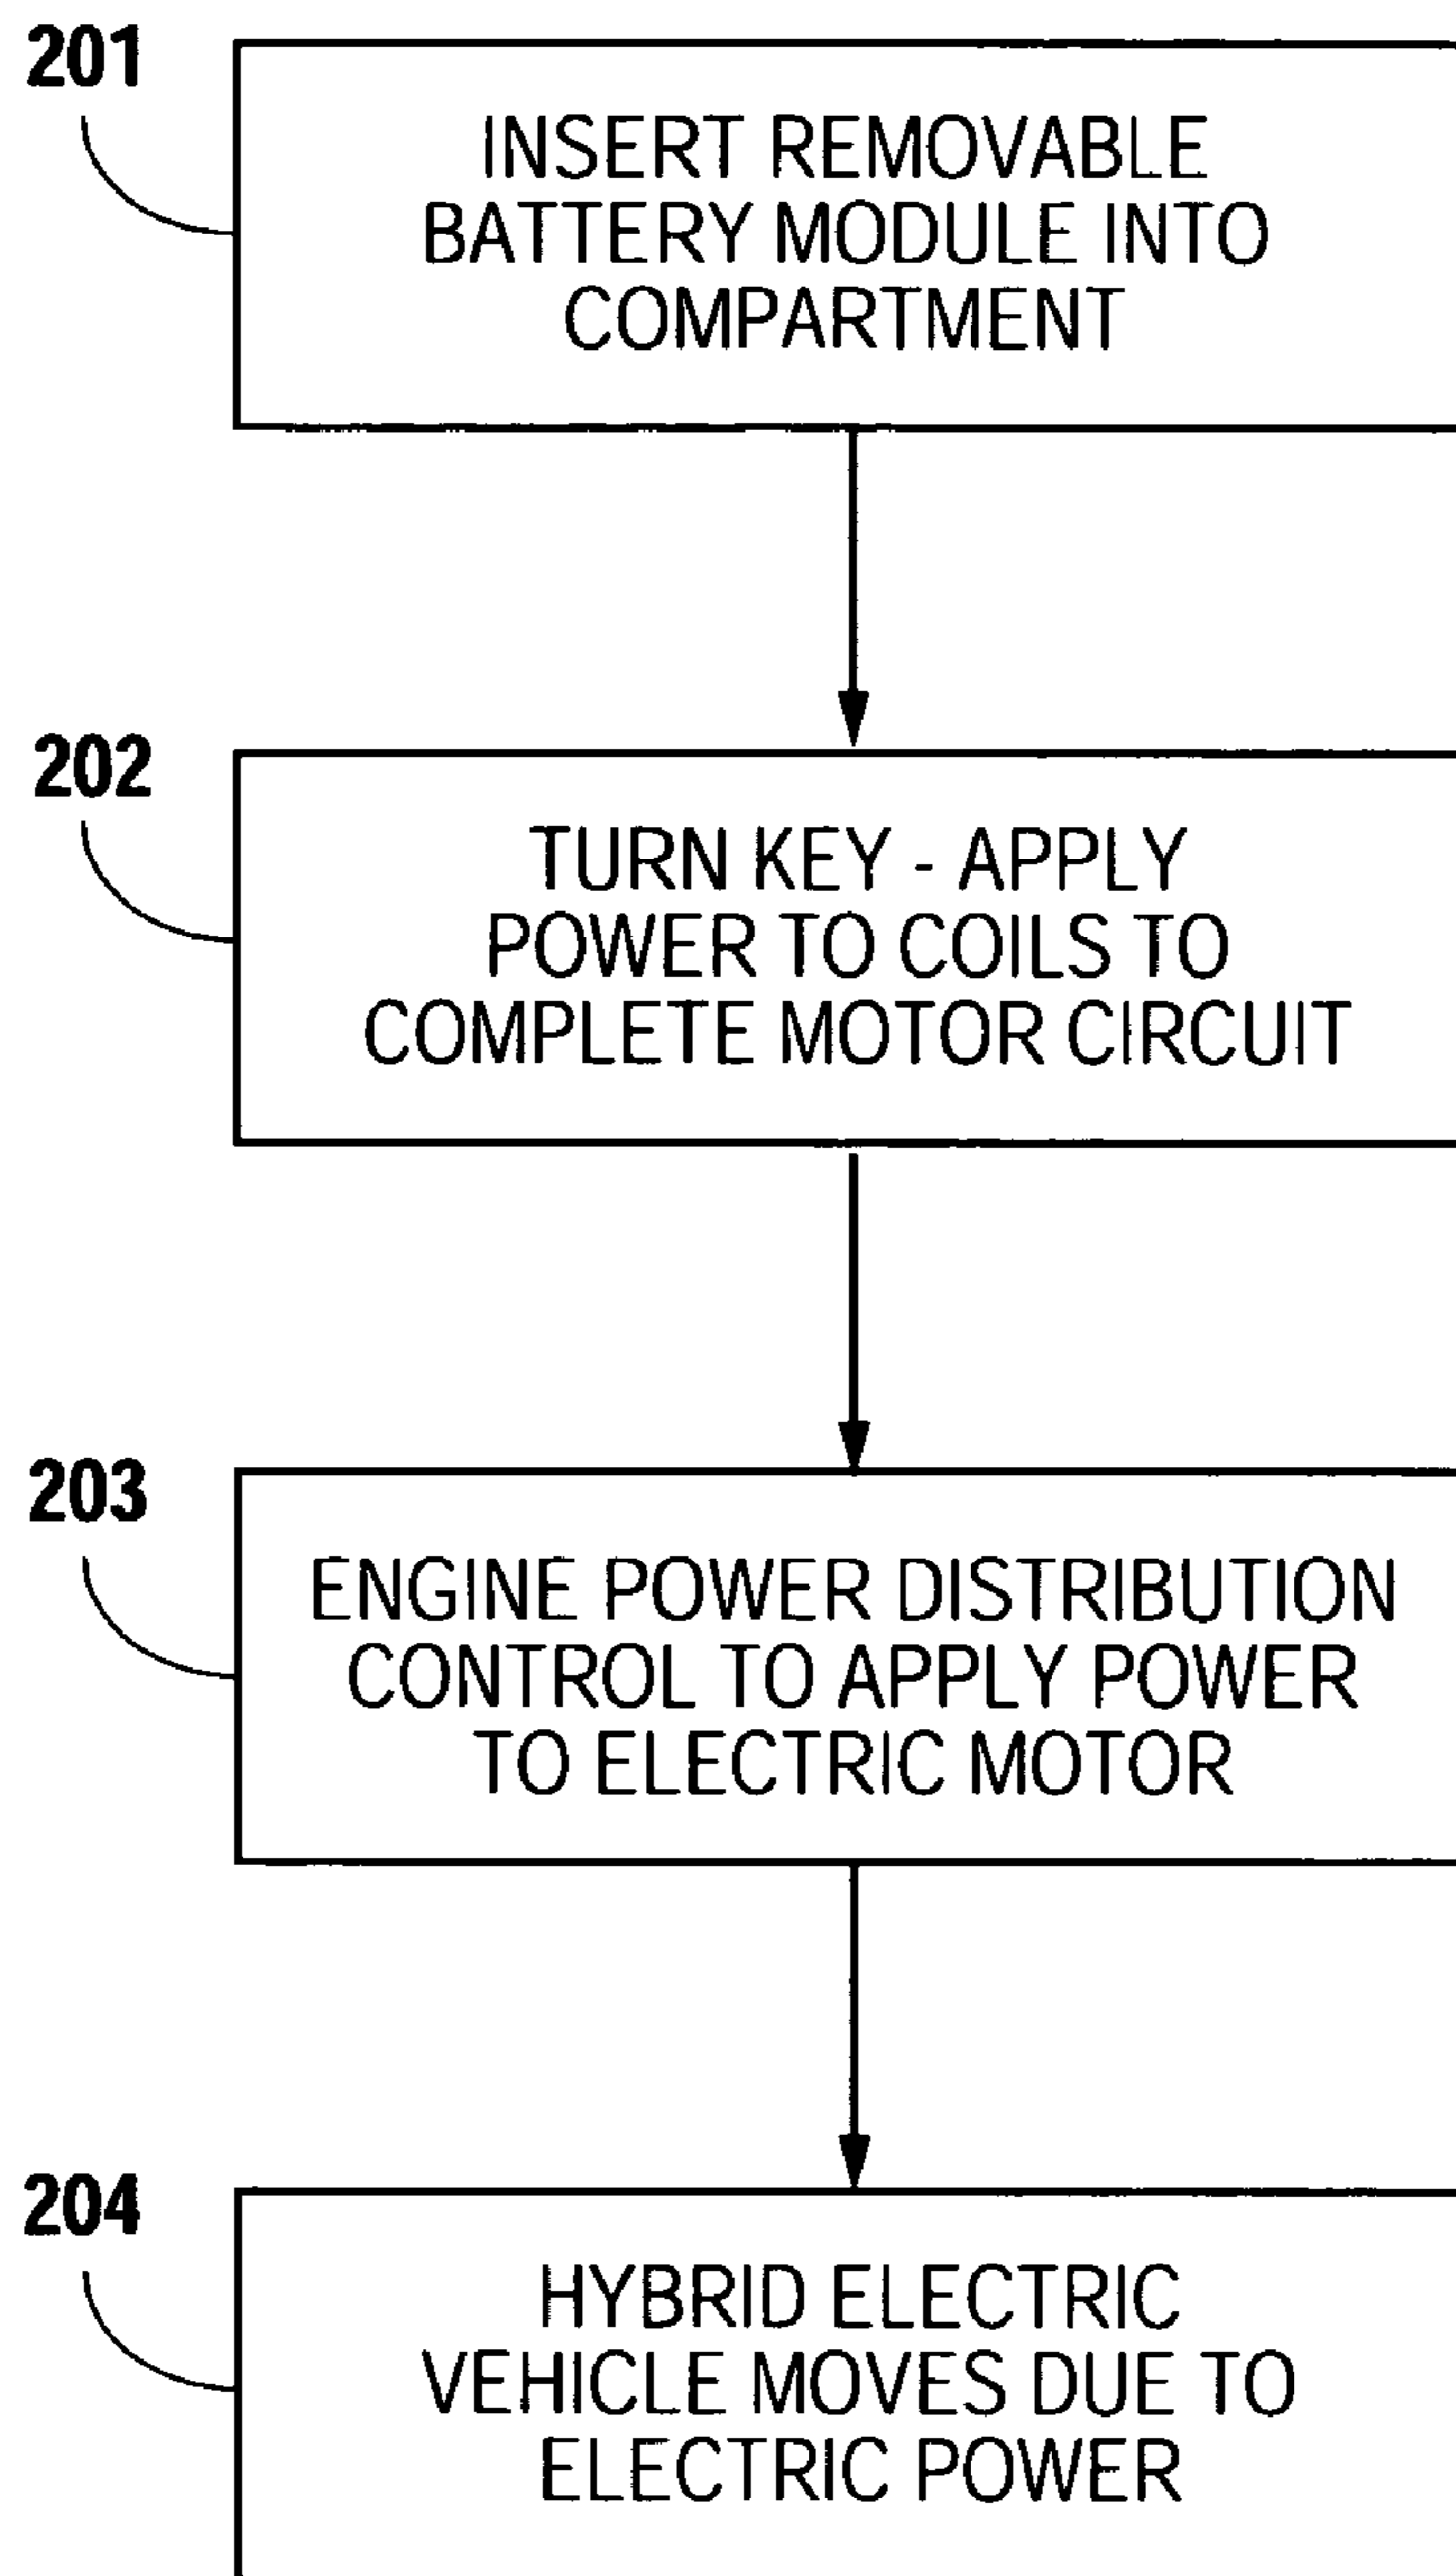 201
INSERT REMOVABLE
BATTERY MODULE INTO
COMPARTMENT
202
TURN KEY - APPLY
POWER TO COILS TO
COMPLETE MOTOR CIRCUIT
203
ENGINE POWER DISTRIBUTION
CONTROL TO APPLY POWER
TO ELECTRIC MOTOR
204
HYBRID ELECTRIC
VEHICLE MOVES DUE TO
ELECTRIC POWER